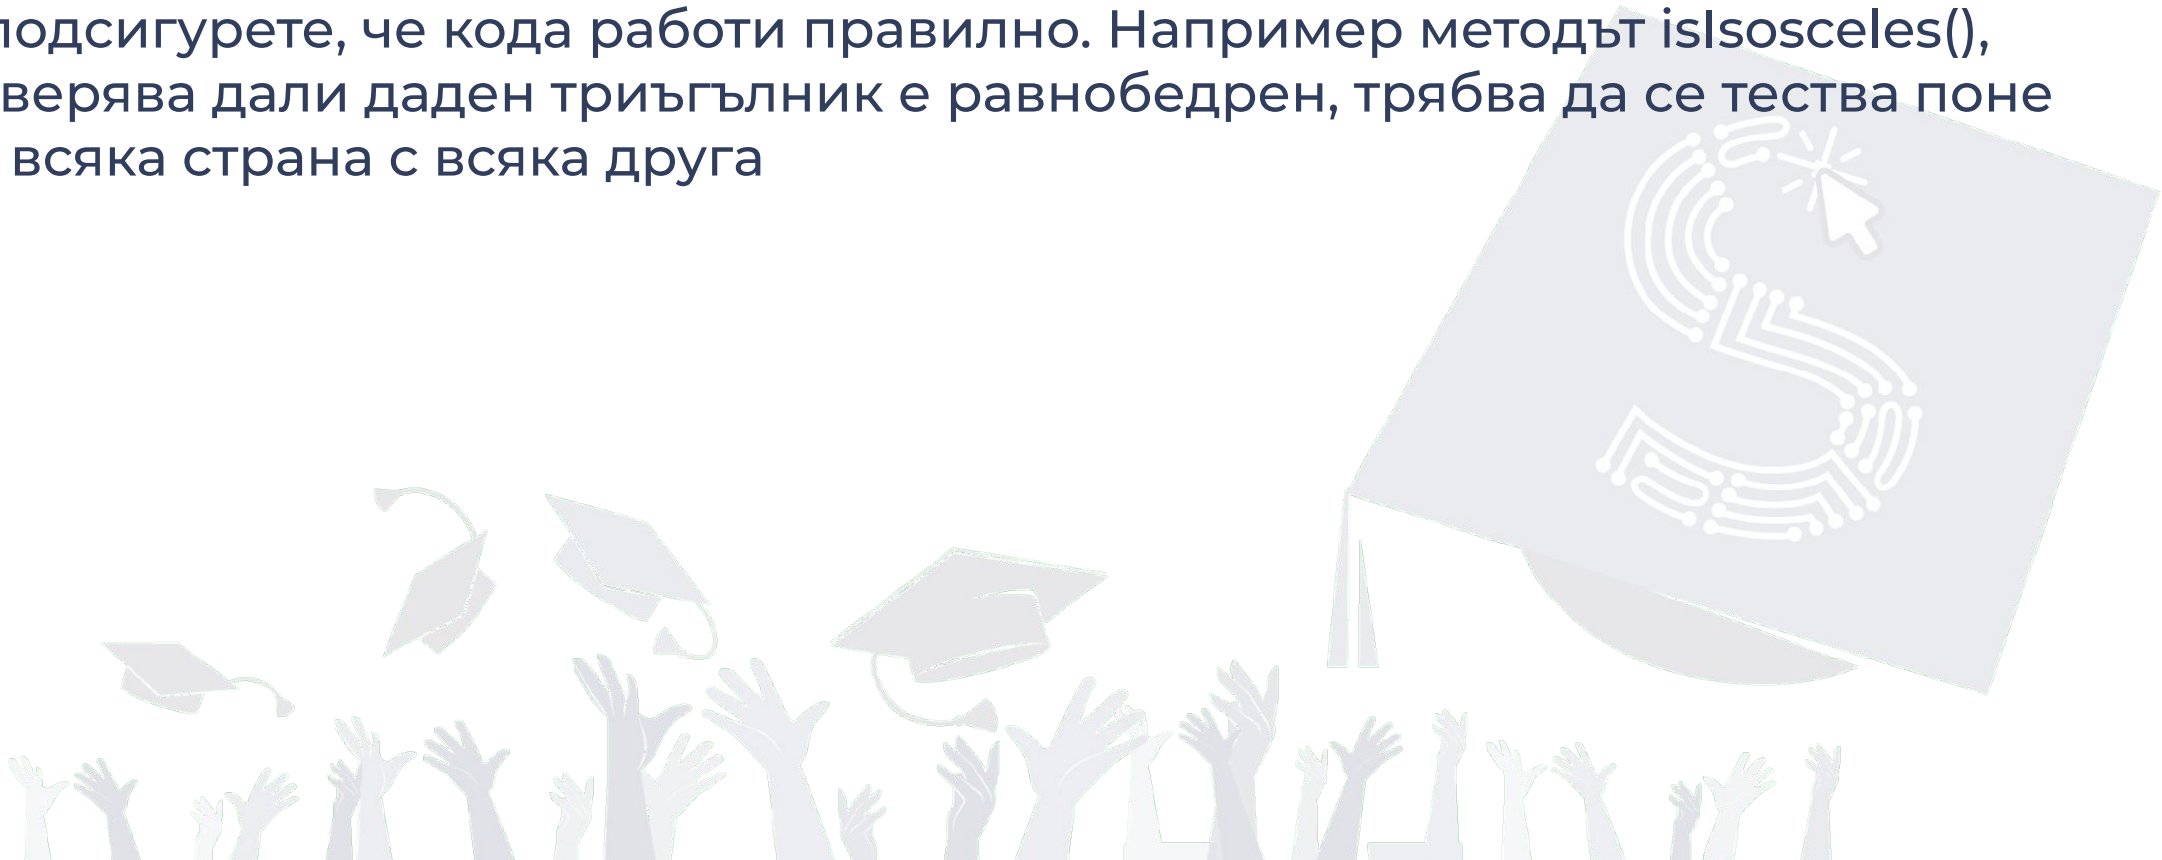 подсигурете, че кода работи правилно. Например методът isIsosceles(),
верява дали даден триъгълник е равнобедрен, трябва да се тества поне
всяка страна с всяка друга